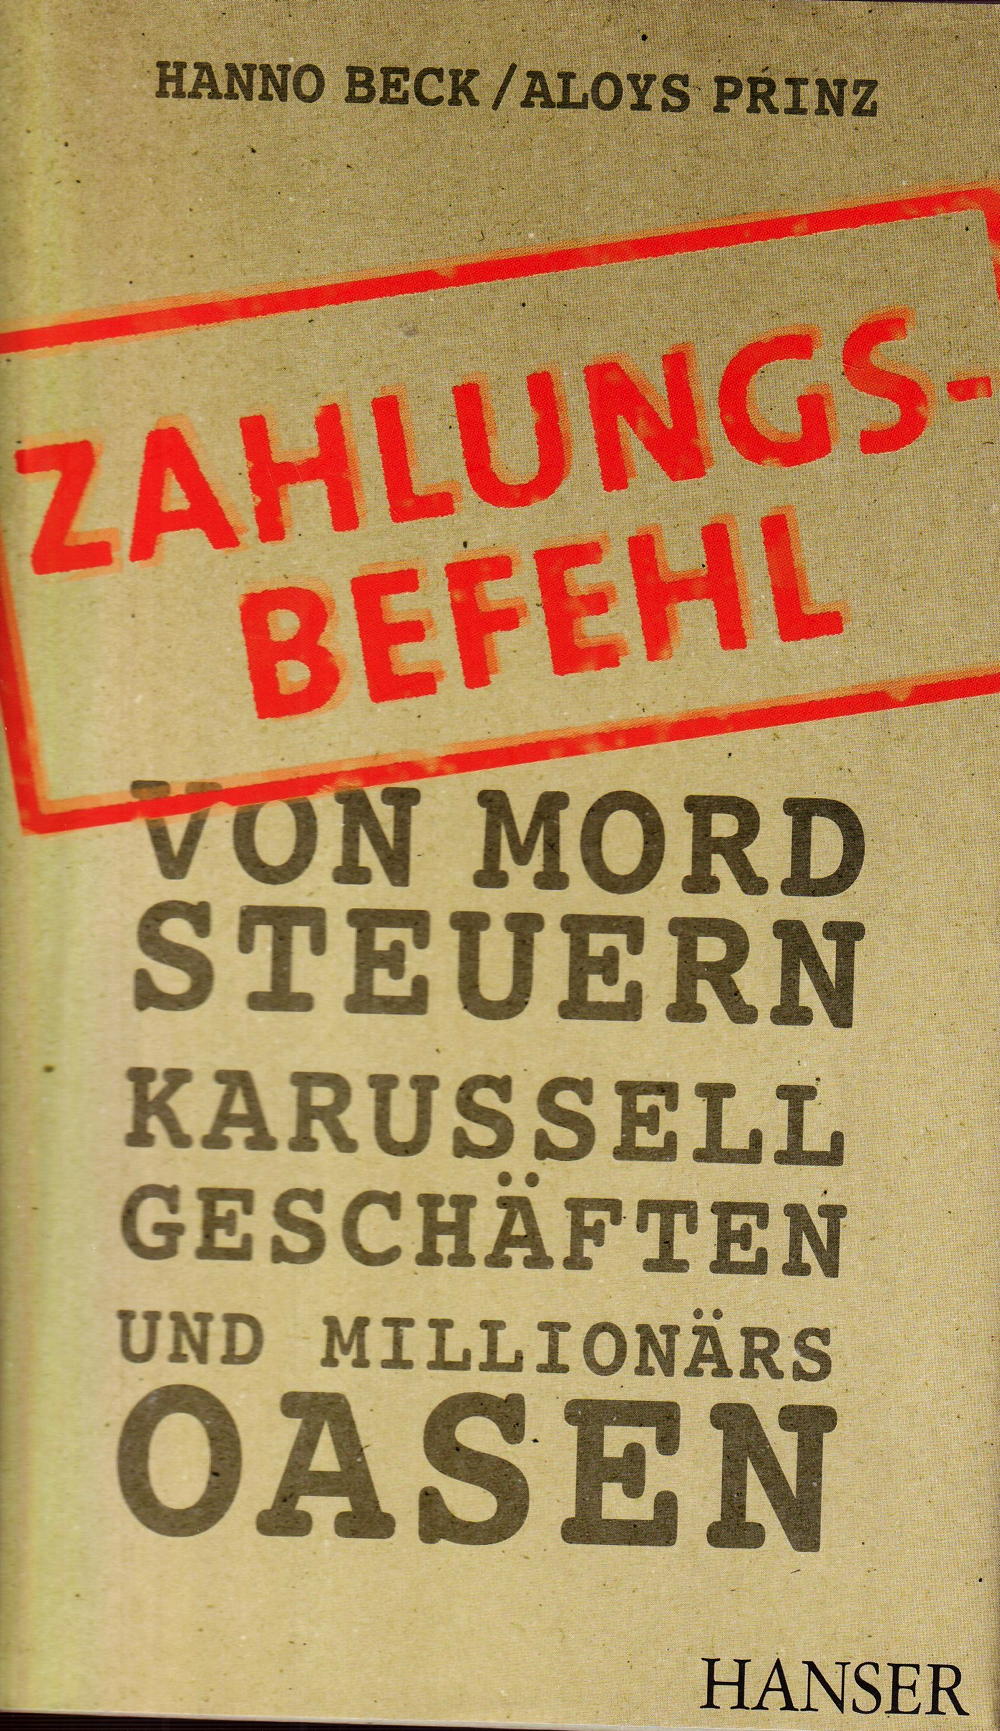 HANNO BECK/ALOYS PRINZ
ZAHLUNGS-
BEFEHL
VON MORD
STEUERN
KARUSSELL
GESCHÄFTEN
UND MILLIONÄRS
OASEN
HANSER